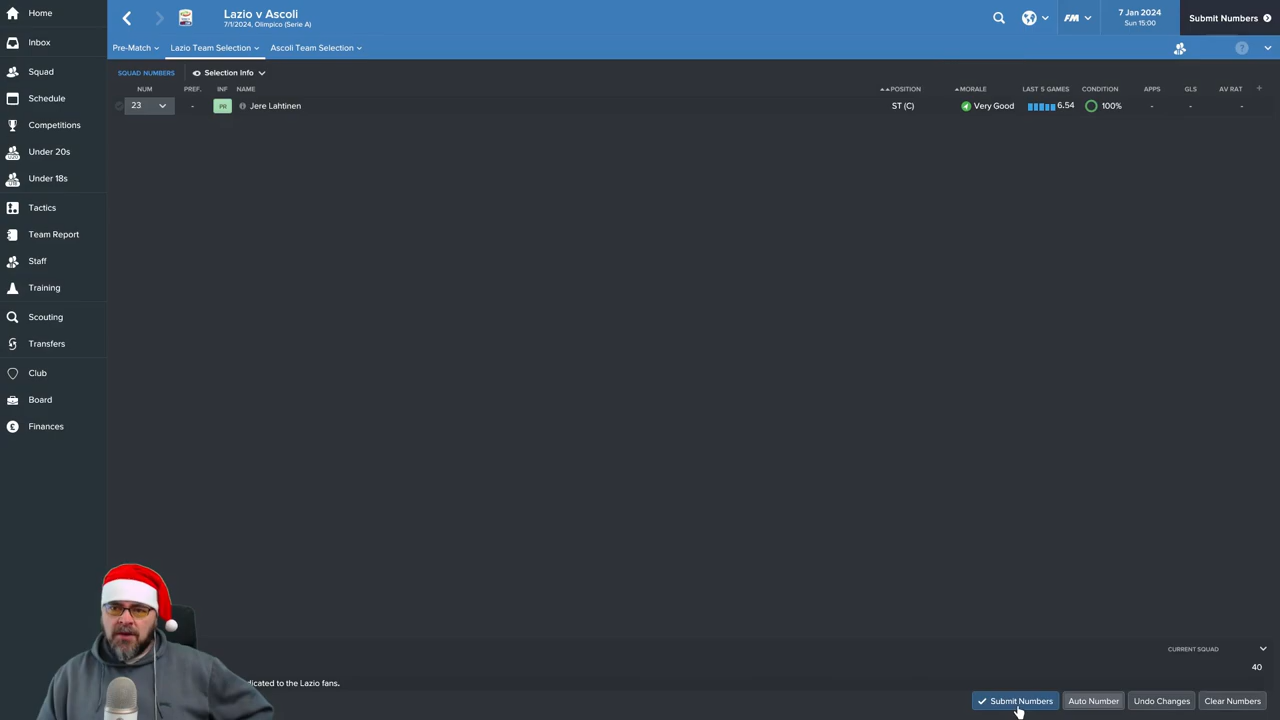 Home
Inbox
Squad
Schedule
Competitions
Under 20s
Under 18s
Tactics
Team Report
Staff
Training
Scouting
Transfers
Club
Board
Finances
Lazio v Ascoli
7/1/2024, Olimpico (Serie A)
FM
7 Jan 2024
Sun 15:00
Submit Numbers
Pre-Match
Lazio Team Selection
Ascoli Team Selection
SQUAD NUMBERS Selection Info
NUM PREF. INF NAME POSITION MORALE LAST 5 GAMES CONDITION APPS GLS AV RAT +
23 - PR Jere Lahtinen ST (C) Very Good 6.54 100% - - -
CURRENT SQUAD
40
dicated to the Lazio fans.
Submit Numbers Auto Number Undo Changes Clear Numbers